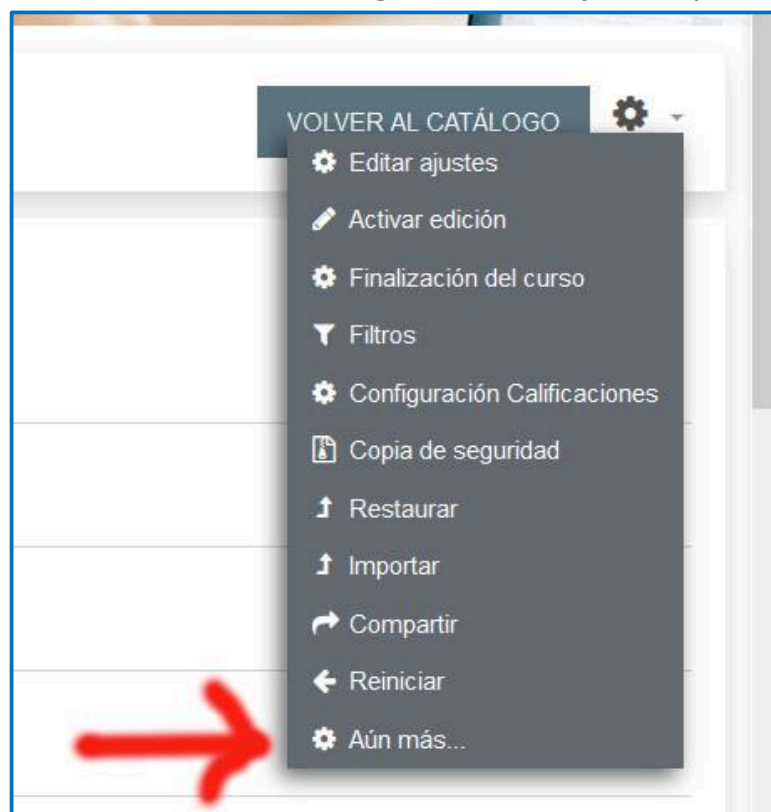 VOLVER AL CATÁLOGO
Editar ajustes
Activar edición
Finalización del curso
Filtros
Configuración Calificaciones
Copia de seguridad
Restaurar
Importar
Compartir
Reiniciar
Aún más...